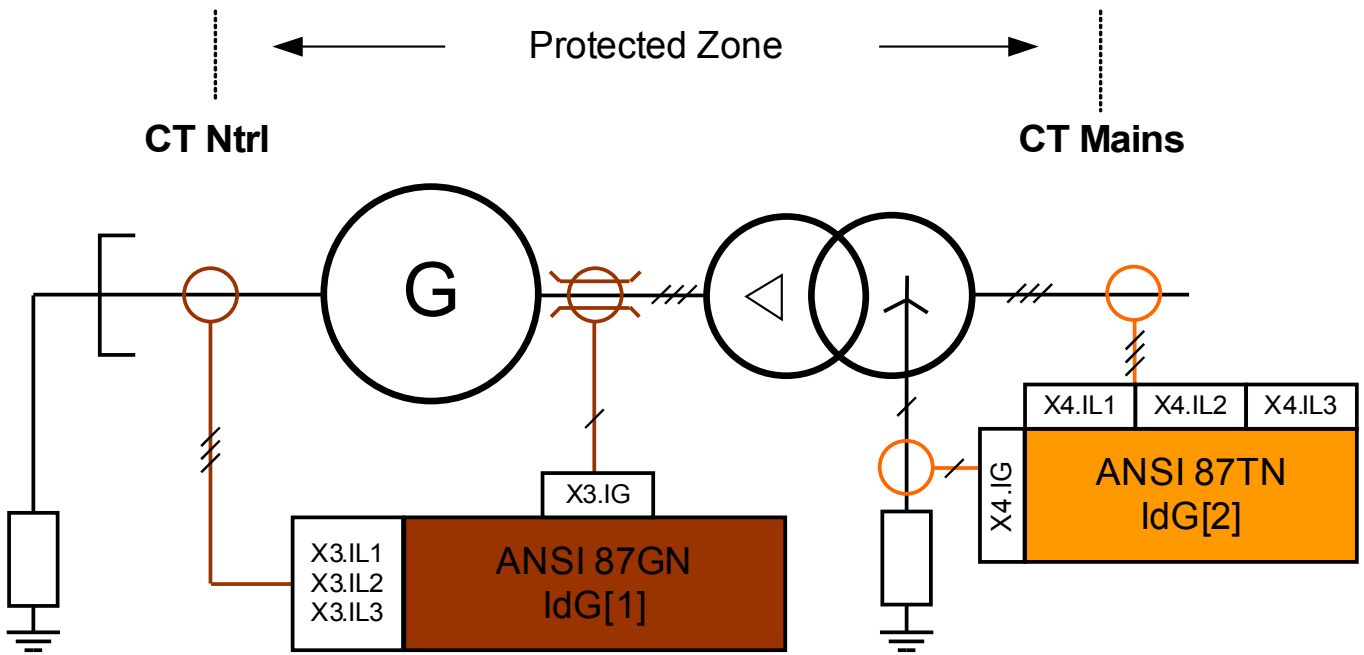 Protected Zone
CT Ntrl
CT Mains
G
X4.IL1 X4.IL2 X4.IL3
X4.IG
ANSI 87TN
IdG[2]
X3.IG
X3.IL1
X3.IL2
X3.IL3
ANSI 87GN
IdG[1]